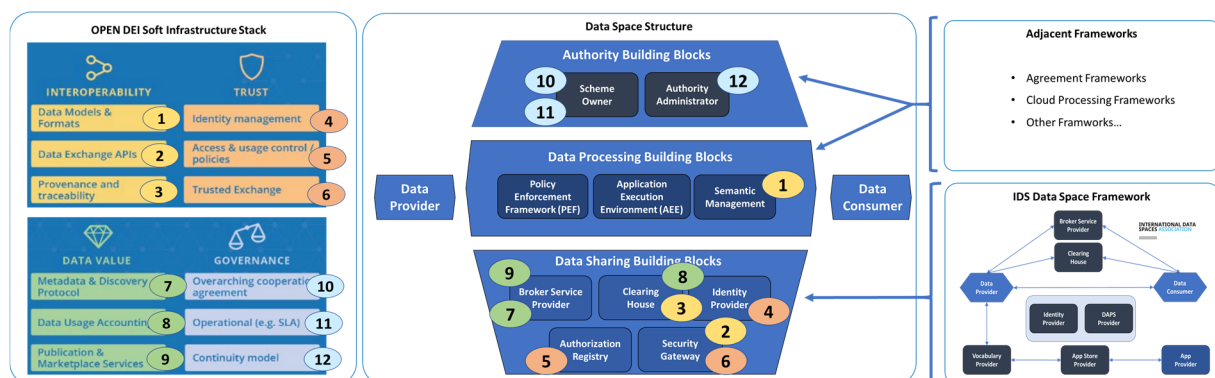 OPEN DEI Soft Infrastructure Stack
INTEROPERABILITY
TRUST
Data Models &
Formats
1
Identity management
4
Data Exchange APIs
2
Access & usage control /
policies
5
Provenance and
traceability
3
Trusted Exchange
6
DATA VALUE
GOVERNANCE
Metadata & Discovery
Protocol
7
Overarching cooperation
agreement
10
Data Usage Accounting
8
Operational (e.g. SLA)
11
Publication &
Marketplace Services
9
Continuity model
12
Data Space Structure
Authority Building Blocks
10
11
Scheme
Owner
Authority
Administrator
12
Data Processing Building Blocks
Data
Provider
Policy
Enforcement
Framework (PEF)
Application
Execution
Environment (AEE)
Semantic
Management
1
Data
Consumer
Data Sharing Building Blocks
9
Broker Service
Provider
7
8
Clearing
House
3
Identity
Provider
4
Authorization
Registry
5
2
Security
Gateway
6
Adjacent Frameworks
• Agreement Frameworks
• Cloud Processing Frameworks
• Other Framworks...
IDS Data Space Framework
INTERNATIONAL DATA
SPACES ASSOCIATION
Broker Service
Provider
Clearing
House
Data
Provider
Data
Consumer
Identity
Provider
DAPS
Provider
Vocabulary
Provider
App Store
Provider
App
Provider